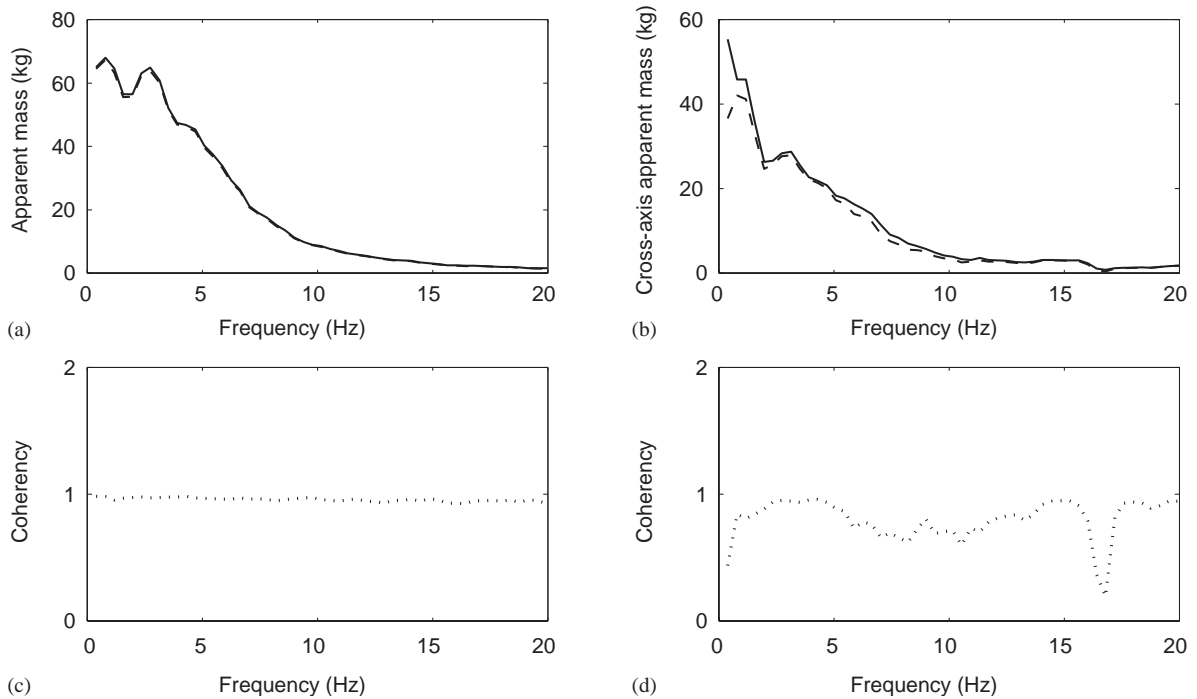 Apparent mass (kg)
80
60
40
20
0
0 5 10 15 20
Frequency (Hz)
(a)
Cross-axis apparent mass (kg)
60
40
20
0
0 5 10 15 20
Frequency (Hz)
(b)
Coherency
2
1
0
0 5 10 15 20
Frequency (Hz)
(c)
Coherency
2
1
0
0 5 10 15 20
Frequency (Hz)
(d)